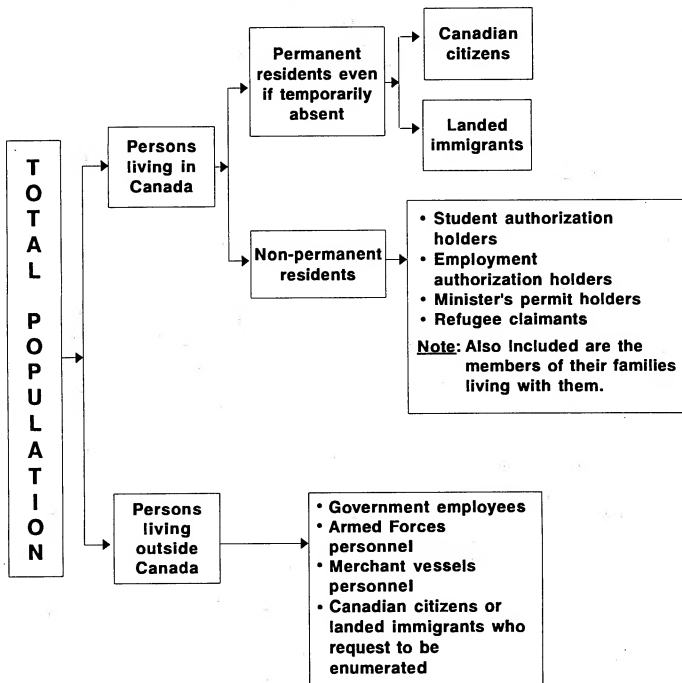 TOTAL POPULATION
Persons
living in
Canada
Permanent
residents even
if temporarily
absent
Canadian
citizens
Landed
immigrants
Non-permanent
residents
• Student authorization
holders
• Employment
authorization holders
• Minister's permit holders
• Refugee claimants
Note: Also Included are the
members of their families
living with them.
Persons
living
outside
Canada
• Government employees
• Armed Forces
personnel
• Merchant vessels
personnel
• Canadian citizens or
landed immigrants who
request to be
enumerated